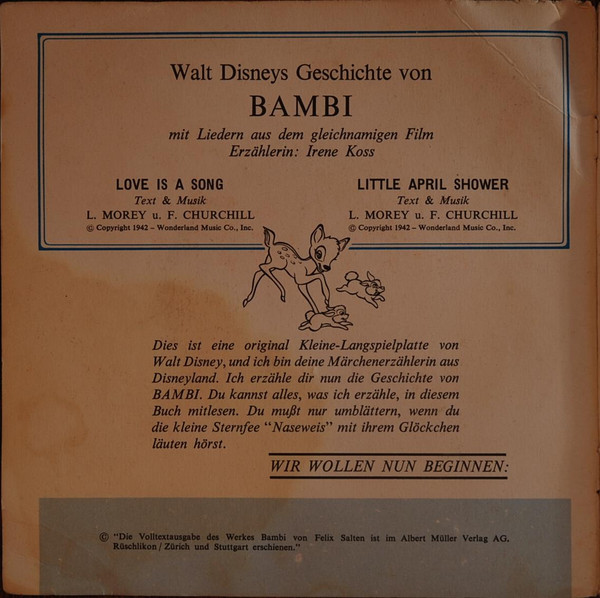 Walt Disneys Geschichte von
BAMBI
mit Liedern aus dem gleichnamigen Film
Erzählerin: Irene Koss
LOVE IS A SONG
Text & Musik
L. MOREY u. F. CHURCHILL
© Copyright 1942 – Wonderland Music Co., Inc.
LITTLE APRIL SHOWER
Text & Musik
L. MOREY u. F. CHURCHILL
© Copyright 1942 – Wonderland Music Co., Inc.
Dies ist eine original Kleine-Langspielplatte von
Walt Disney, und ich bin deine Märchenerzählerin aus
Disneyland. Ich erzähle dir nun die Geschichte von
BAMBI. Du kannst alles, was ich erzähle, in diesem
Buch mitlesen. Du mußt nur umblättern, wenn du
die kleine Sternfee "Naseweis" mit ihrem Glöckchen
läuten hörst.
WIR WOLLEN NUN BEGINNEN:
© "Die Volltextausgabe des Werkes Bambi von Felix Salten ist im Albert Müller Verlag AG.
Rüschlikon / Zürich und Stuttgart erschienen."